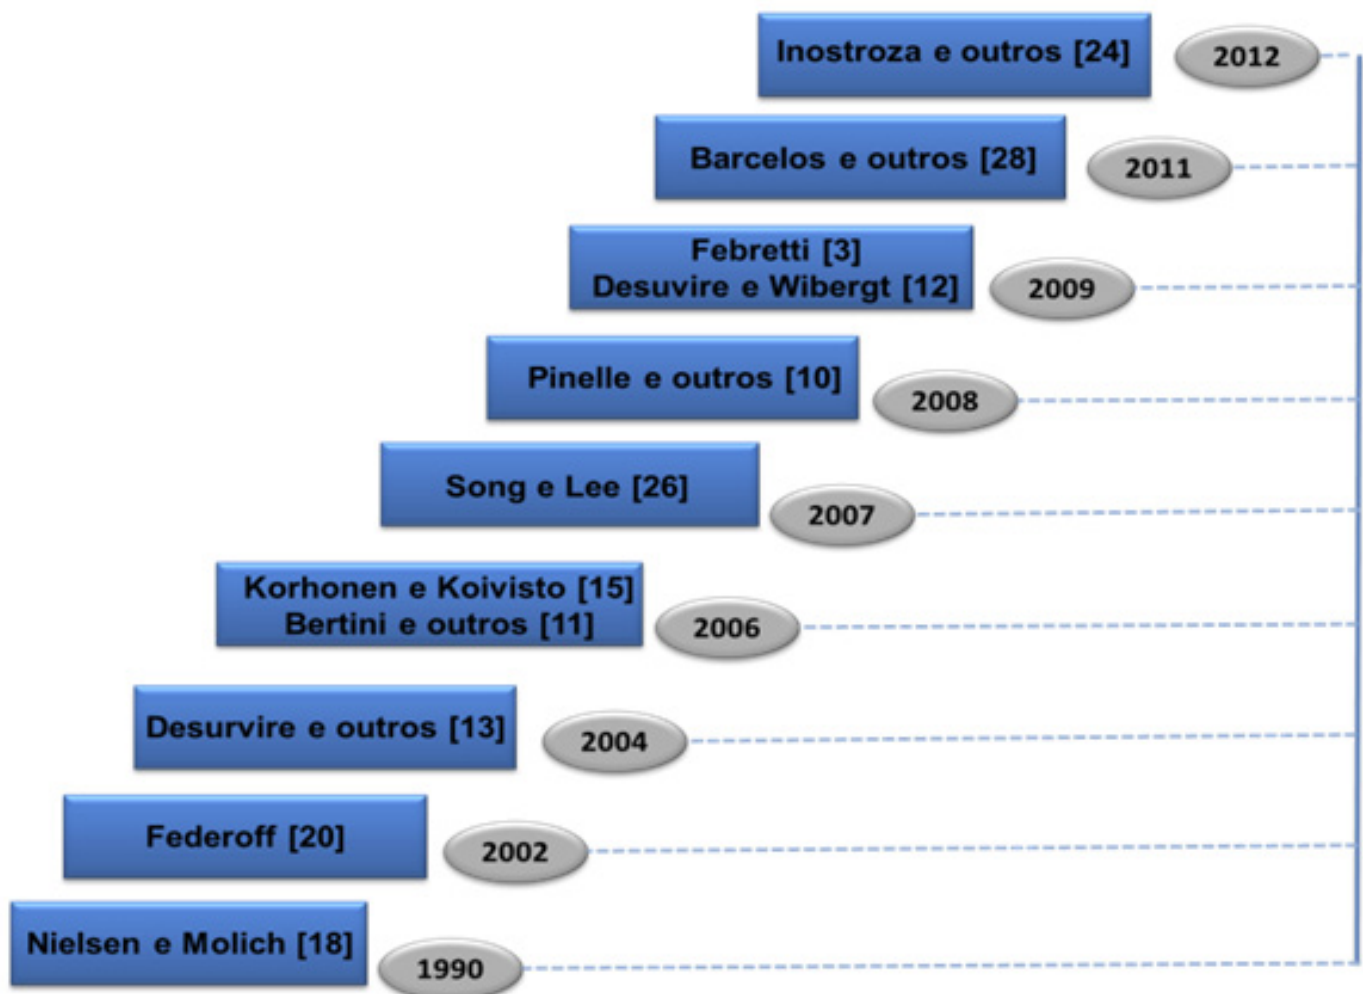 Inostroza e outros [24]
2012
Barcelos e outros [28]
2011
Febretti [3]
Desuvire e Wibergt [12]
2009
Pinelle e outros [10]
2008
Song e Lee [26]
2007
Korhonen e Koivisto [15]
Bertini e outros [11]
2006
Desurvire e outros [13]
2004
Federoff [20]
2002
Nielsen e Molich [18]
1990